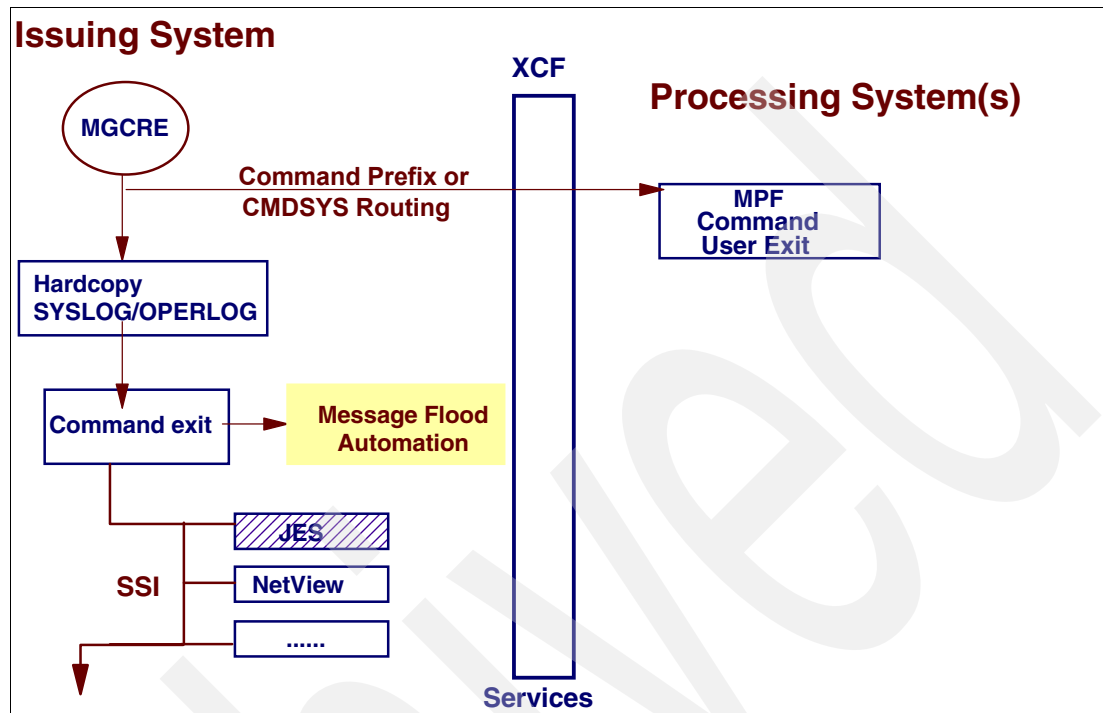 Issuing System
XCF
Processing System(s)
MGCRE
Command Prefix or
CMDSYS Routing
MPF
Command
User Exit
Hardcopy
SYSLOG/OPERLOG
Command exit
Message Flood
Automation
JES
SSI
NetView
......
Services